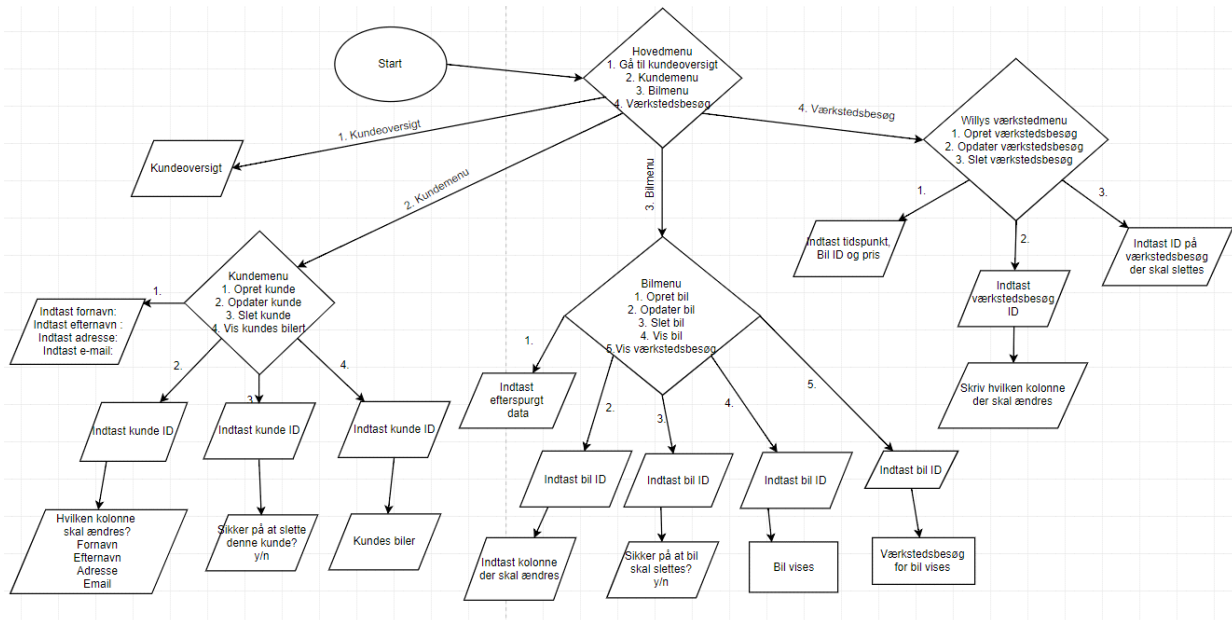 Start
Hovedmenu
1. Gå til kundeoversigt
2. Kundemenu
3. Bilmenu
4. Værkstedsbesøg
1. Kundeoversigt
2. Kundemenu
3. Bilmenu
4. Værkstedsbesøg
Kundeoversigt
Willys værkstedmenu
1. Opret værkstedsbesøg
2. Opdater værkstedsbesøg
3. Slet værkstedsbesøg
1.
2.
3.
Indtast tidspunkt,
Bil ID og pris
Indtast
værkstedsbesøg
ID
Indtast ID på
værkstedsbesøg
der skal slettes
Skriv hvilken kolonne
der skal ændres
Kundemenu
1. Opret kunde
2. Opdater kunde
3. Slet kunde
4. Vis kundes bilert
1.
2.
3.
4.
Indtast fornavn:
Indtast efternavn :
Indtast adresse:
Indtast e-mail:
Indtast kunde ID
Indtast kunde ID
Indtast kunde ID
Hvilken kolonne
skal ændres?
Fornavn
Efternavn
Adresse
Email
Sikker på at slette
denne kunde?
y/n
Kundes biler
Bilmenu
1. Opret bil
2. Opdater bil
3. Slet bil
4. Vis bil
5 Vis værkstedsbesøg
1.
2.
3.
4.
5.
Indtast
efterspurgt
data
Indtast bil ID
Indtast bil ID
Indtast bil ID
Indtast bil ID
Indtast kolonne
der skal ændres
Sikker på at bil
skal slettes?
y/n
Bil vises
Værkstedsbesøg
for bil vises